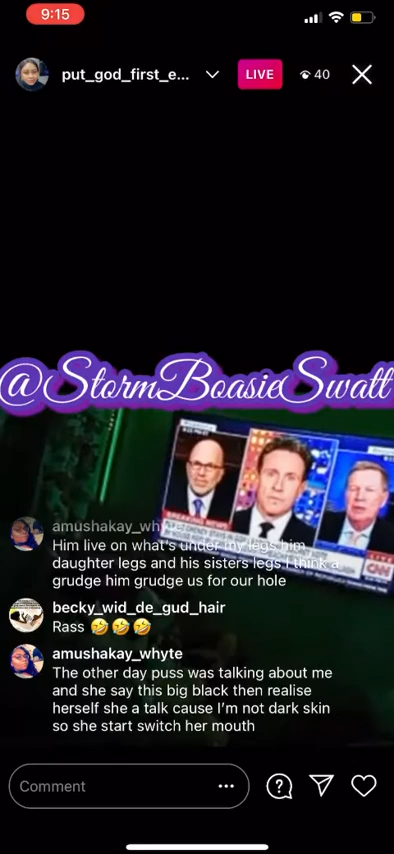 9:15
put_god_first_e...
LIVE
40
@StormBoasieSwatt
BREAKING NEWS
CNN
amushakay_whyte
Him live on what's under my legs him
daughter legs and his sisters legs I think a
grudge him grudge us for our hole
becky_wid_de_gud_hair
Rass 🤣🤣🤣
amushakay_whyte
The other day puss was talking about me
and she say this big black then realise
herself she a talk cause I'm not dark skin
so she start switch her mouth
Comment